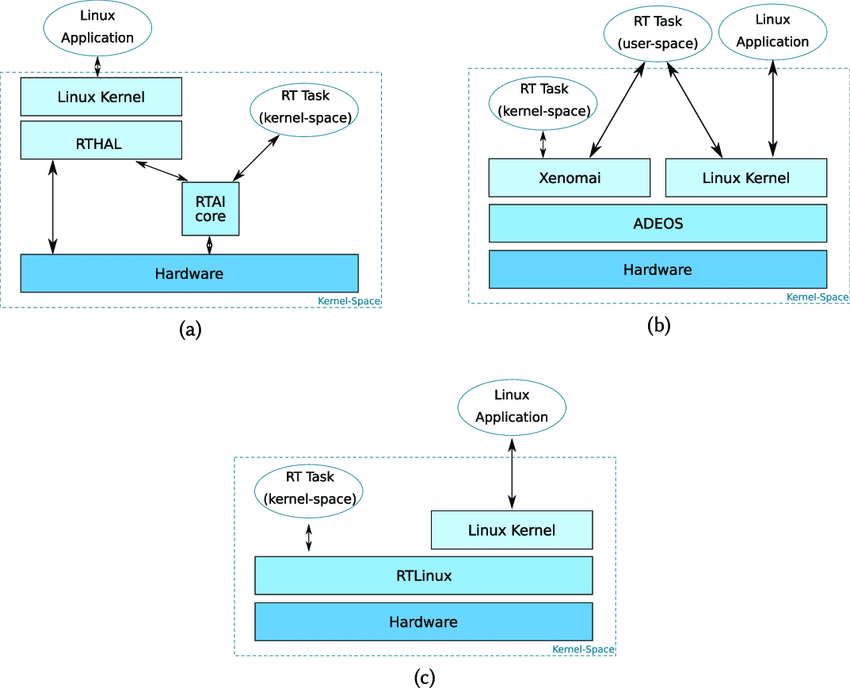 Linux
Application
Linux Kernel
RTHAL
RT Task
(kernel-space)
RTAI
core
Hardware
Kernel-Space
(a)
RT Task
(user-space)
Linux
Application
RT Task
(kernel-space)
Xenomai
Linux Kernel
ADEOS
Hardware
Kernel-Space
(b)
Linux
Application
RT Task
(kernel-space)
Linux Kernel
RTLinux
Hardware
Kernel-Space
(c)